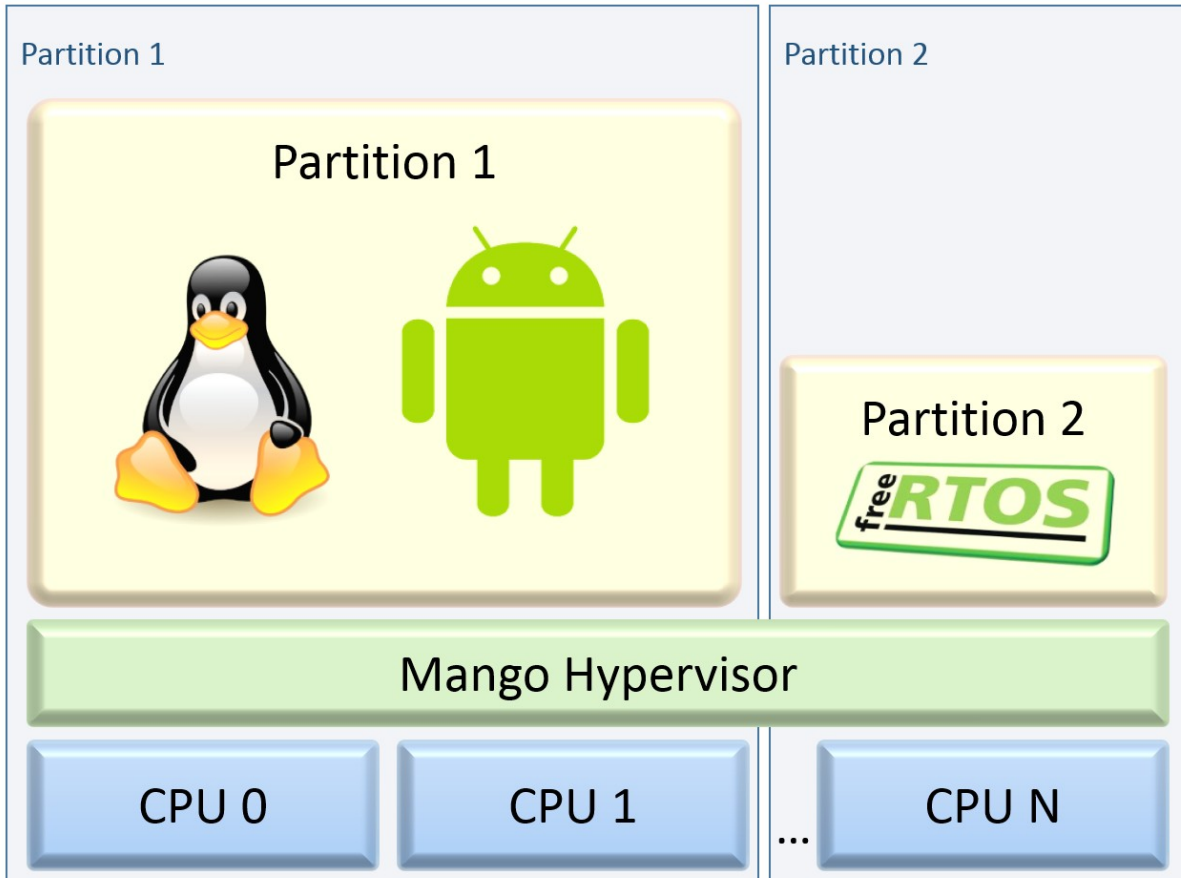 Partition 1
Partition 2
Partition 1
Partition 2
free RTOS
Mango Hypervisor
CPU 0
CPU 1
...
CPU N